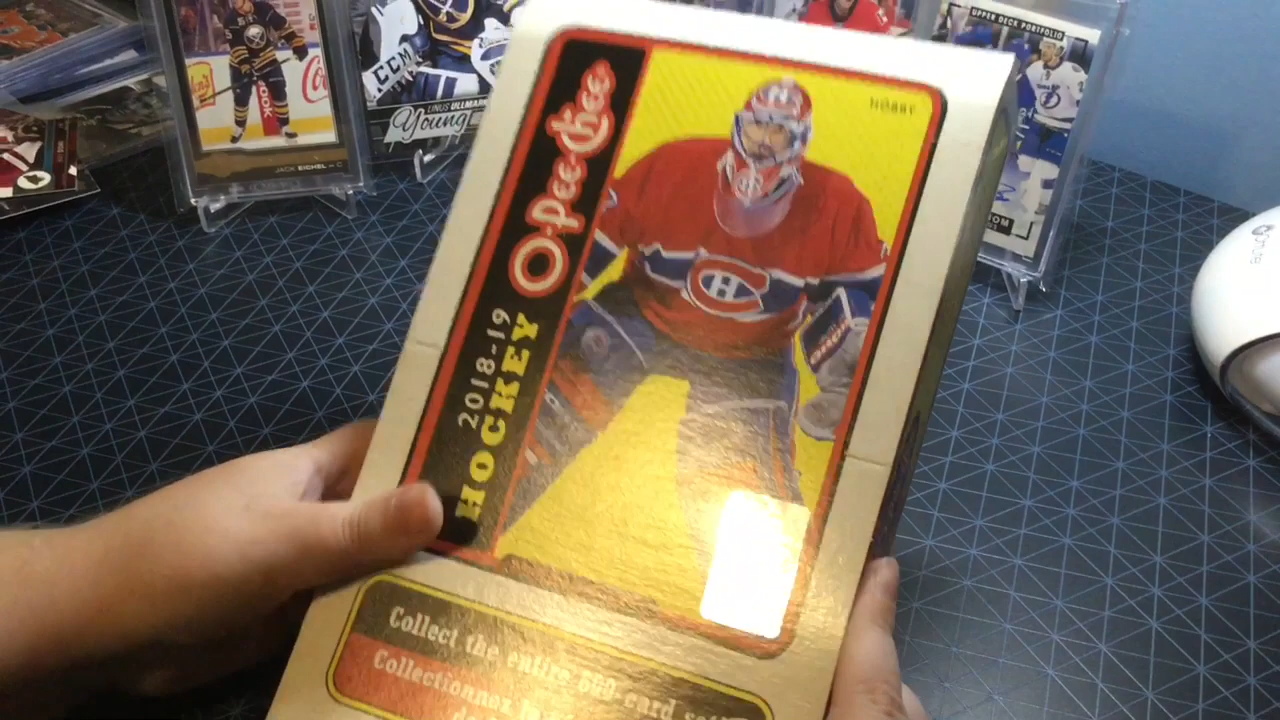 UPPER DECK PORTFOLIO
CCM
LINUS ULLMARK
Young
JACK EICHEL - C
HOBBY
O-Pee-Chee
2018-19
HOCKEY
Collect the entire 660-card set!
Collectionnez